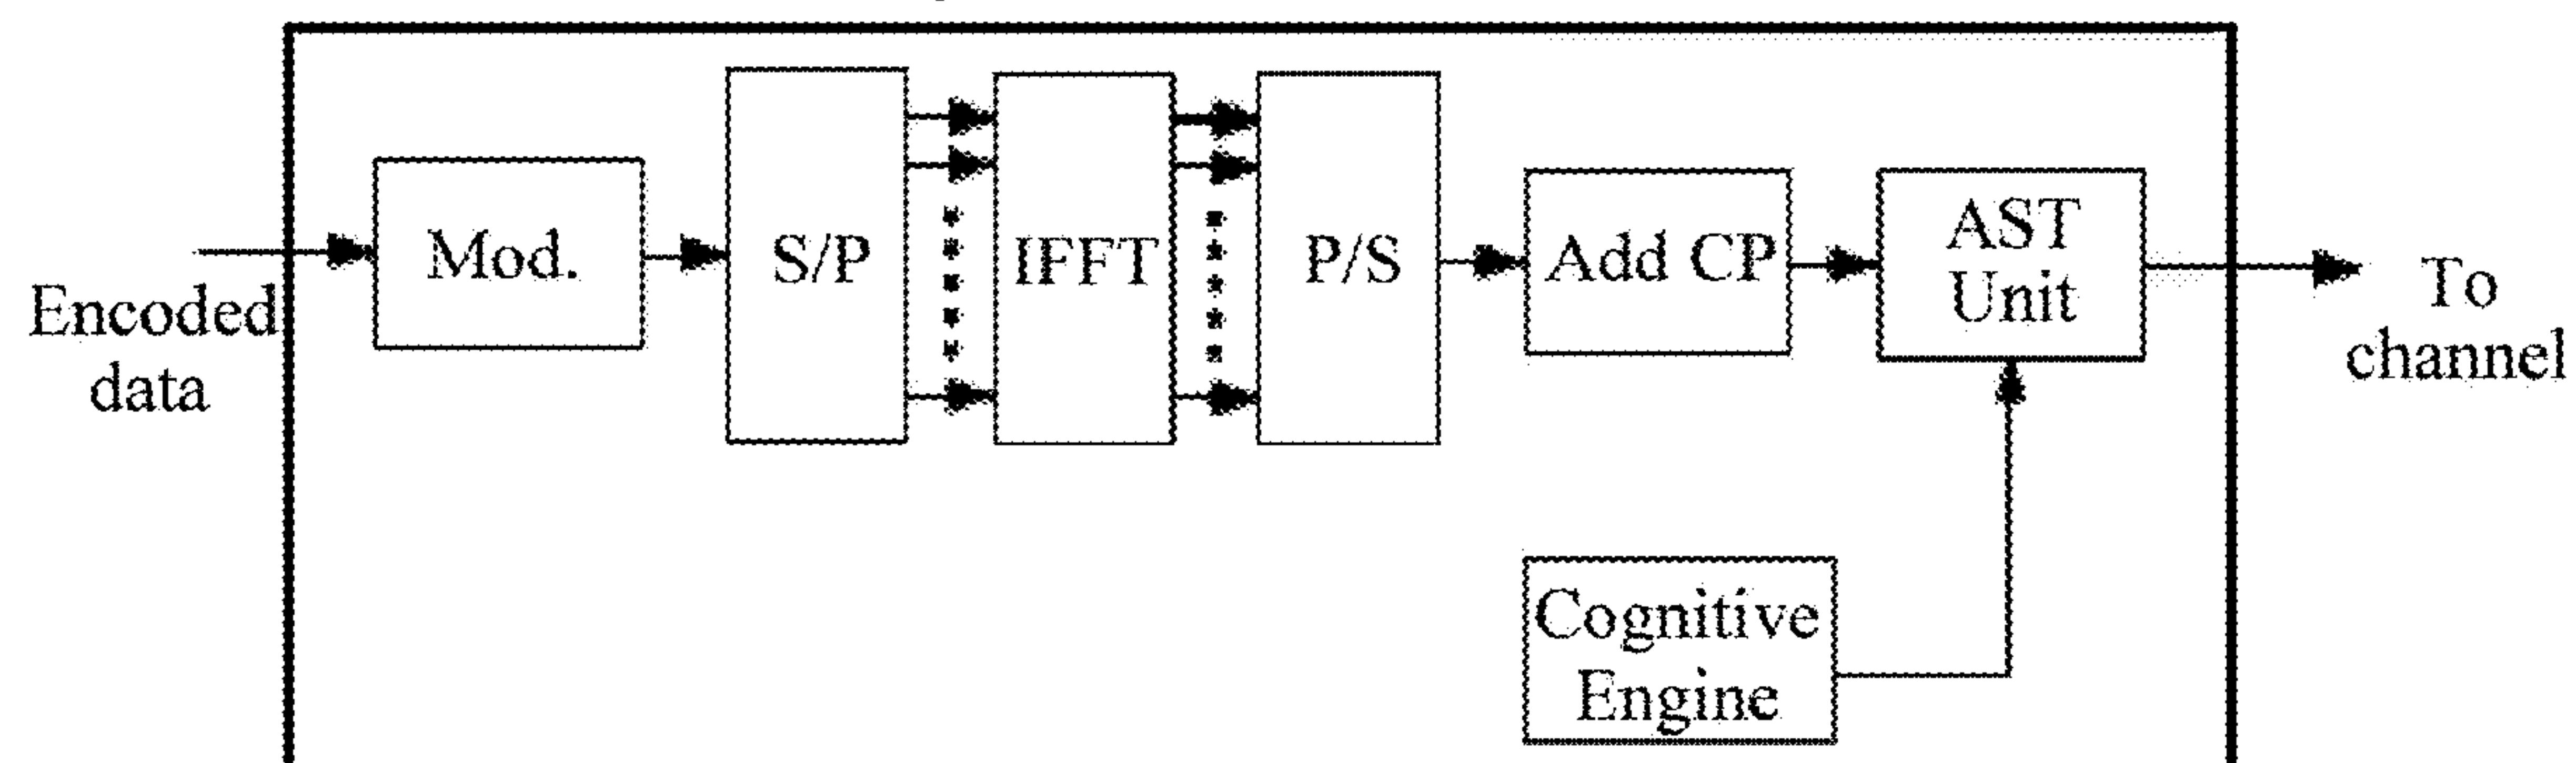 Encoded
data
Mod.
S/P
IFFT
P/S
Add CP
AST
Unit
To
channel
Cognitive
Engine